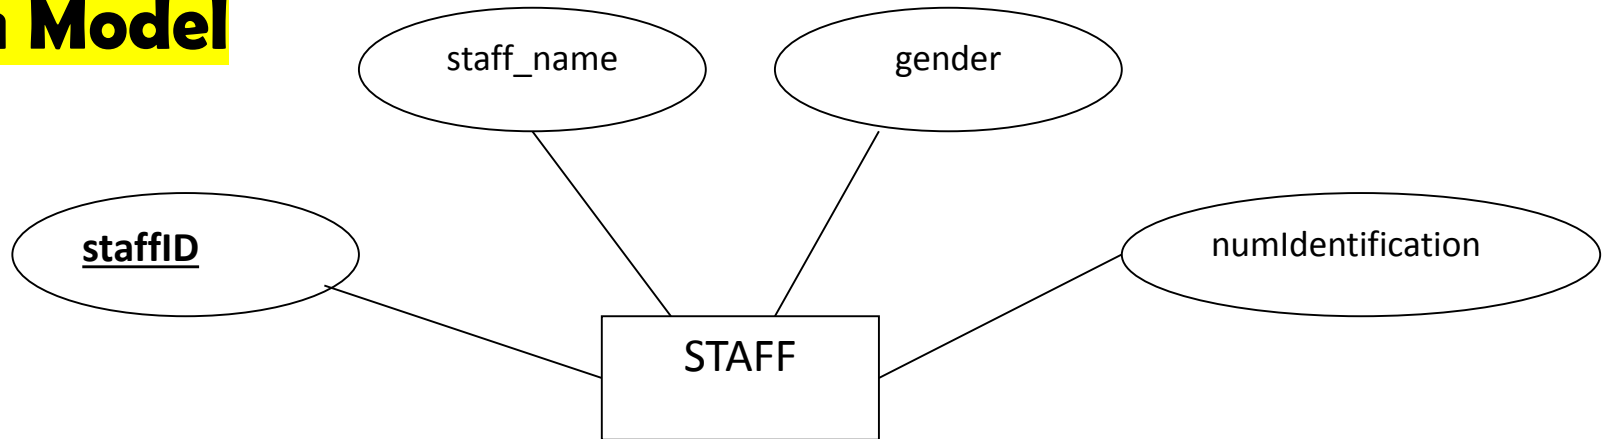 Model
staff_name
gender
staffID
numIdentification
STAFF